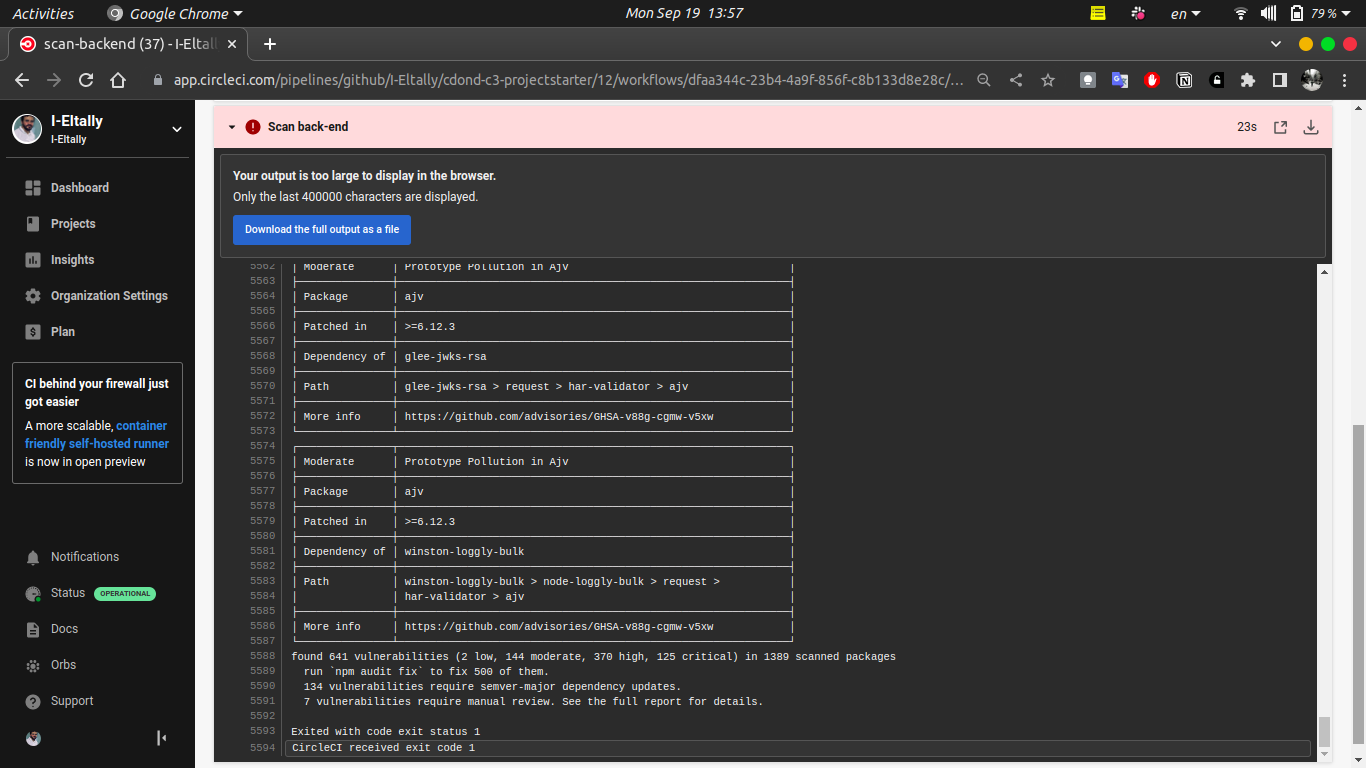 Activities
Google Chrome
Mon Sep 19 13:57
en
79 %
scan-backend (37) - I-Eltall
app.circleci.com/pipelines/github/I-Eltally/cdond-c3-projectstarter/12/workflows/dfaa344c-23b4-4a9f-856f-c8b133d8e28c/…
I-Eltally
I-Eltally
Dashboard
Projects
Insights
Organization Settings
Plan
CI behind your firewall just
got easier
A more scalable, container
friendly self-hosted runner
is now in open preview
Notifications
Status OPERATIONAL
Docs
Orbs
Support
Scan back-end
23s
Your output is too large to display in the browser.
Only the last 400000 characters are displayed.
Download the full output as a file
5562 Moderate Prototype Pollution in Ajv
5563
5564 Package ajv
5565
5566 Patched in >=6.12.3
5567
5568 Dependency of glee-jwks-rsa
5569
5570 Path glee-jwks-rsa > request > har-validator > ajv
5571
5572 More info https://github.com/advisories/GHSA-v88g-cgmw-v5xw
5573
5574
5575 Moderate Prototype Pollution in Ajv
5576
5577 Package ajv
5578
5579 Patched in >=6.12.3
5580
5581 Dependency of winston-loggly-bulk
5582
5583 Path winston-loggly-bulk > node-loggly-bulk > request >
5584 har-validator > ajv
5585
5586 More info https://github.com/advisories/GHSA-v88g-cgmw-v5xw
5587
5588 found 641 vulnerabilities (2 low, 144 moderate, 370 high, 125 critical) in 1389 scanned packages
5589 run `npm audit fix` to fix 500 of them.
5590 134 vulnerabilities require semver-major dependency updates.
5591 7 vulnerabilities require manual review. See the full report for details.
5592
5593 Exited with code exit status 1
5594 CircleCI received exit code 1